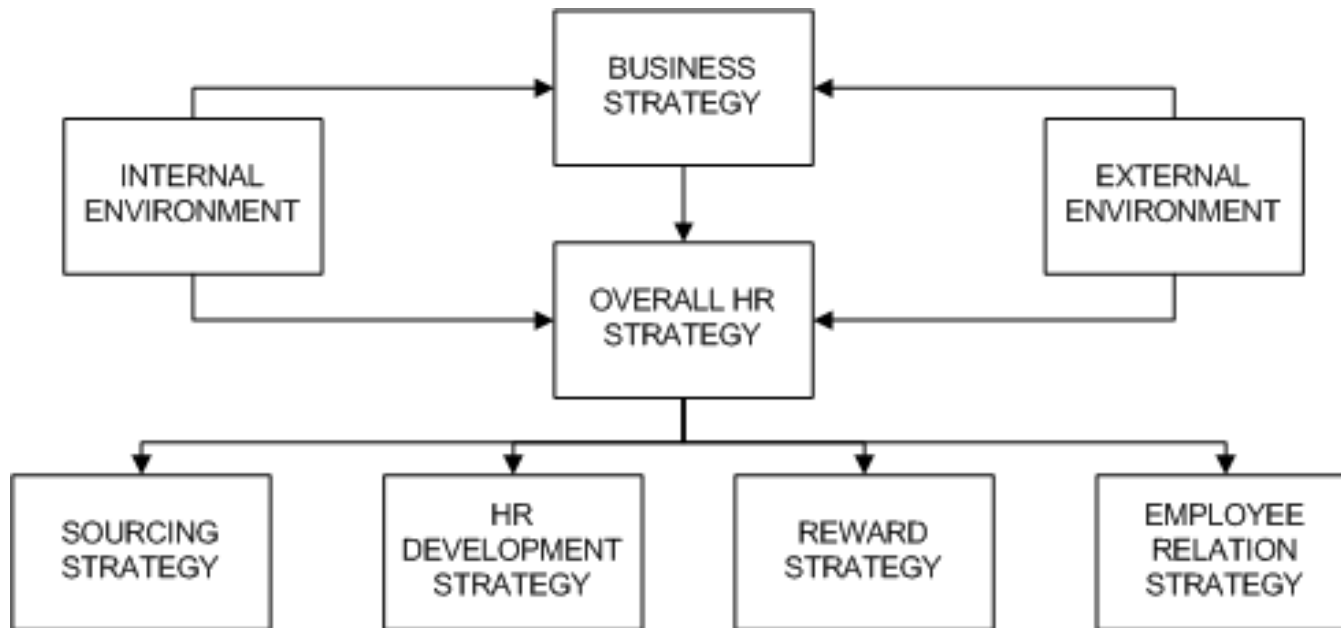 BUSINESS
STRATEGY
INTERNAL
ENVIRONMENT
EXTERNAL
ENVIRONMENT
OVERALL HR
STRATEGY
SOURCING
STRATEGY
HR
DEVELOPMENT
STRATEGY
REWARD
STRATEGY
EMPLOYEE
RELATION
STRATEGY